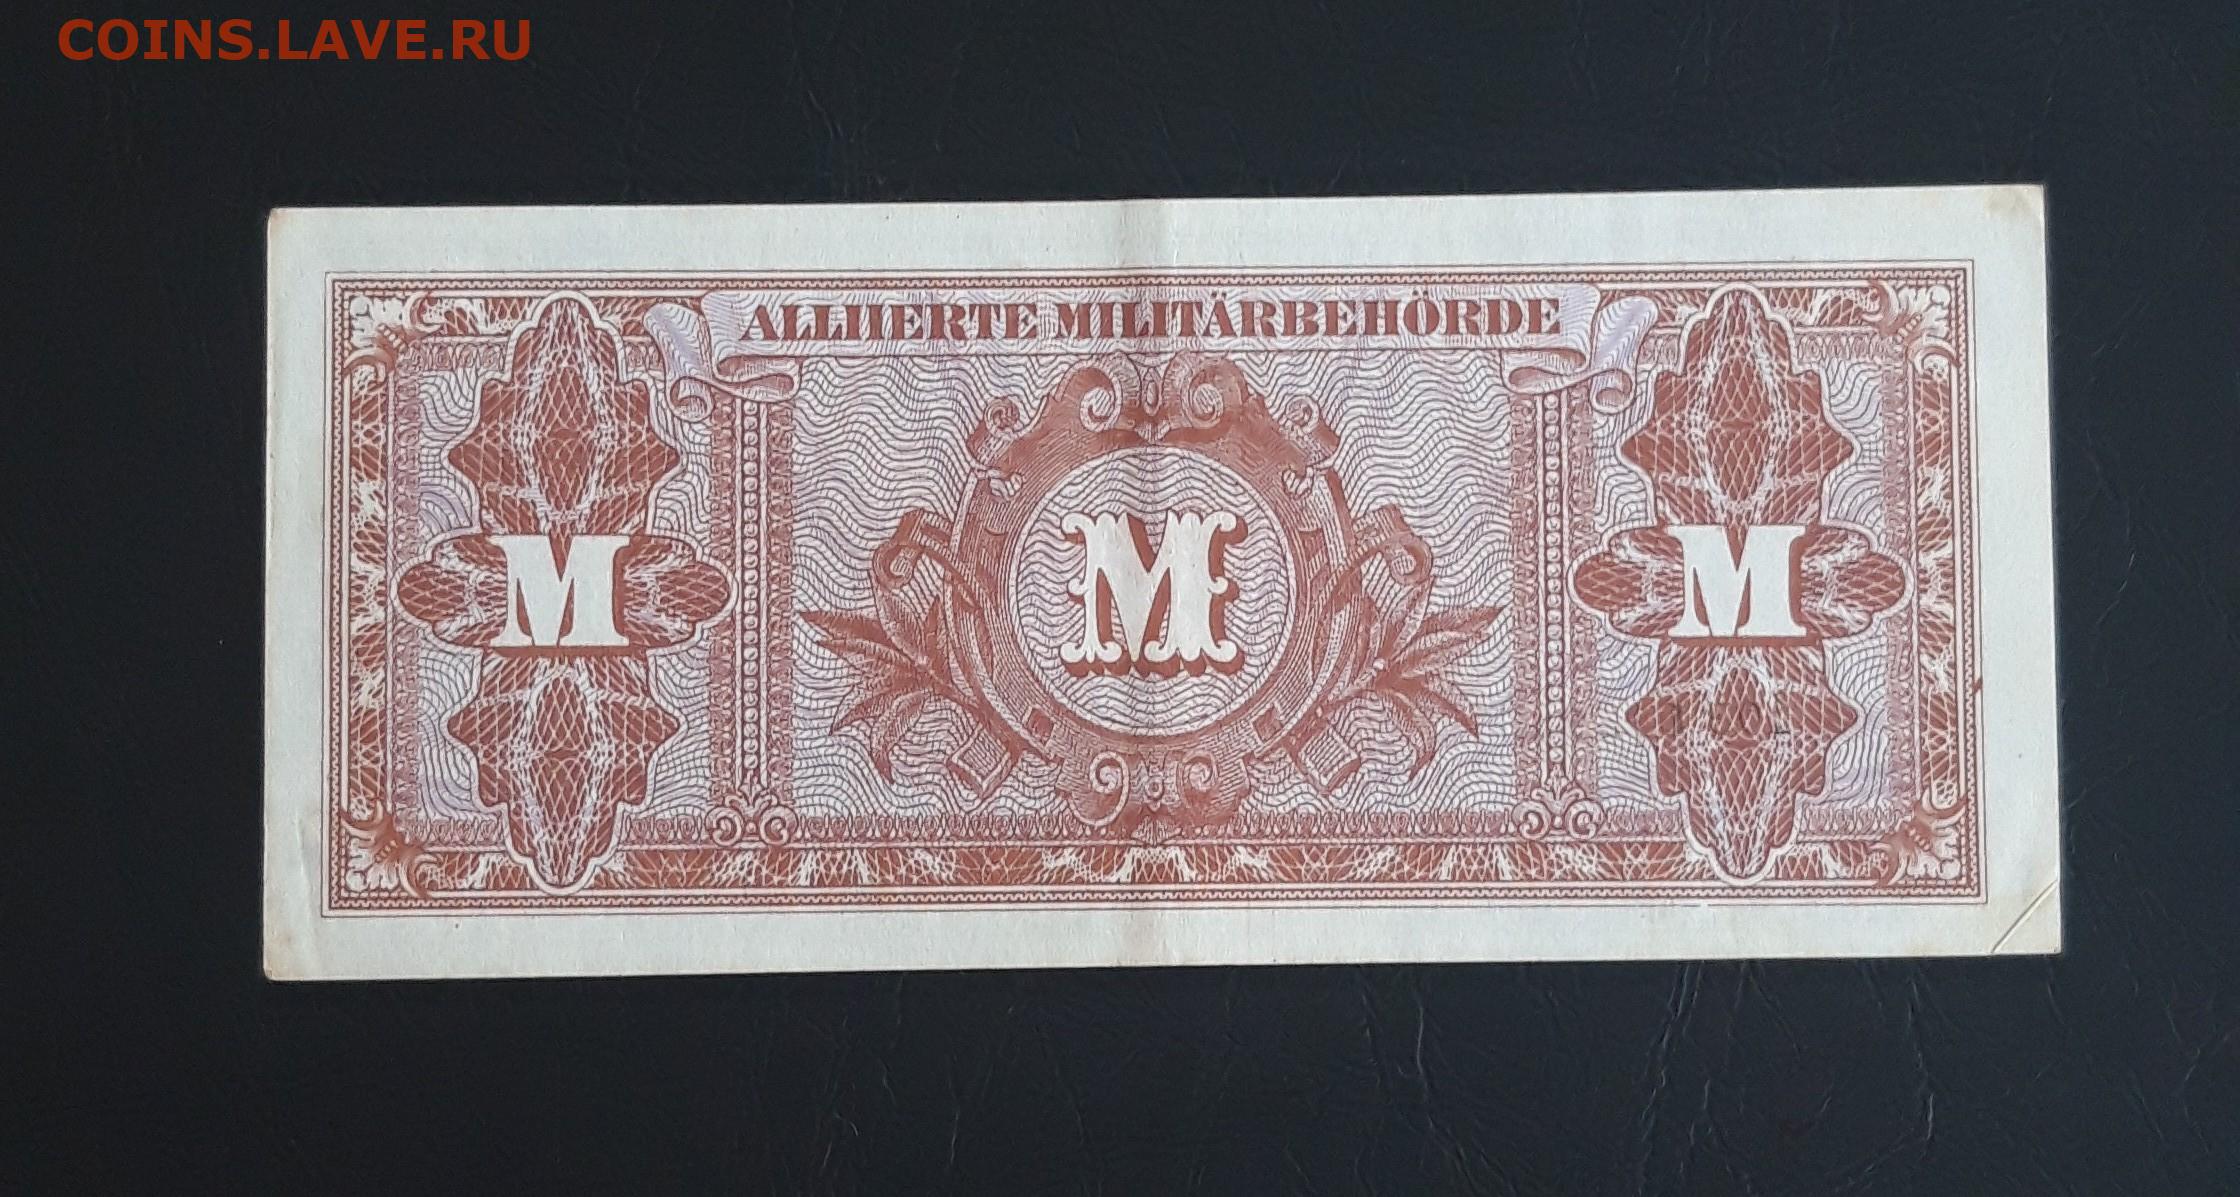 COINS.LAVE.RU
ALLIIERTE MILITÄRBEHÖRDE
M M M